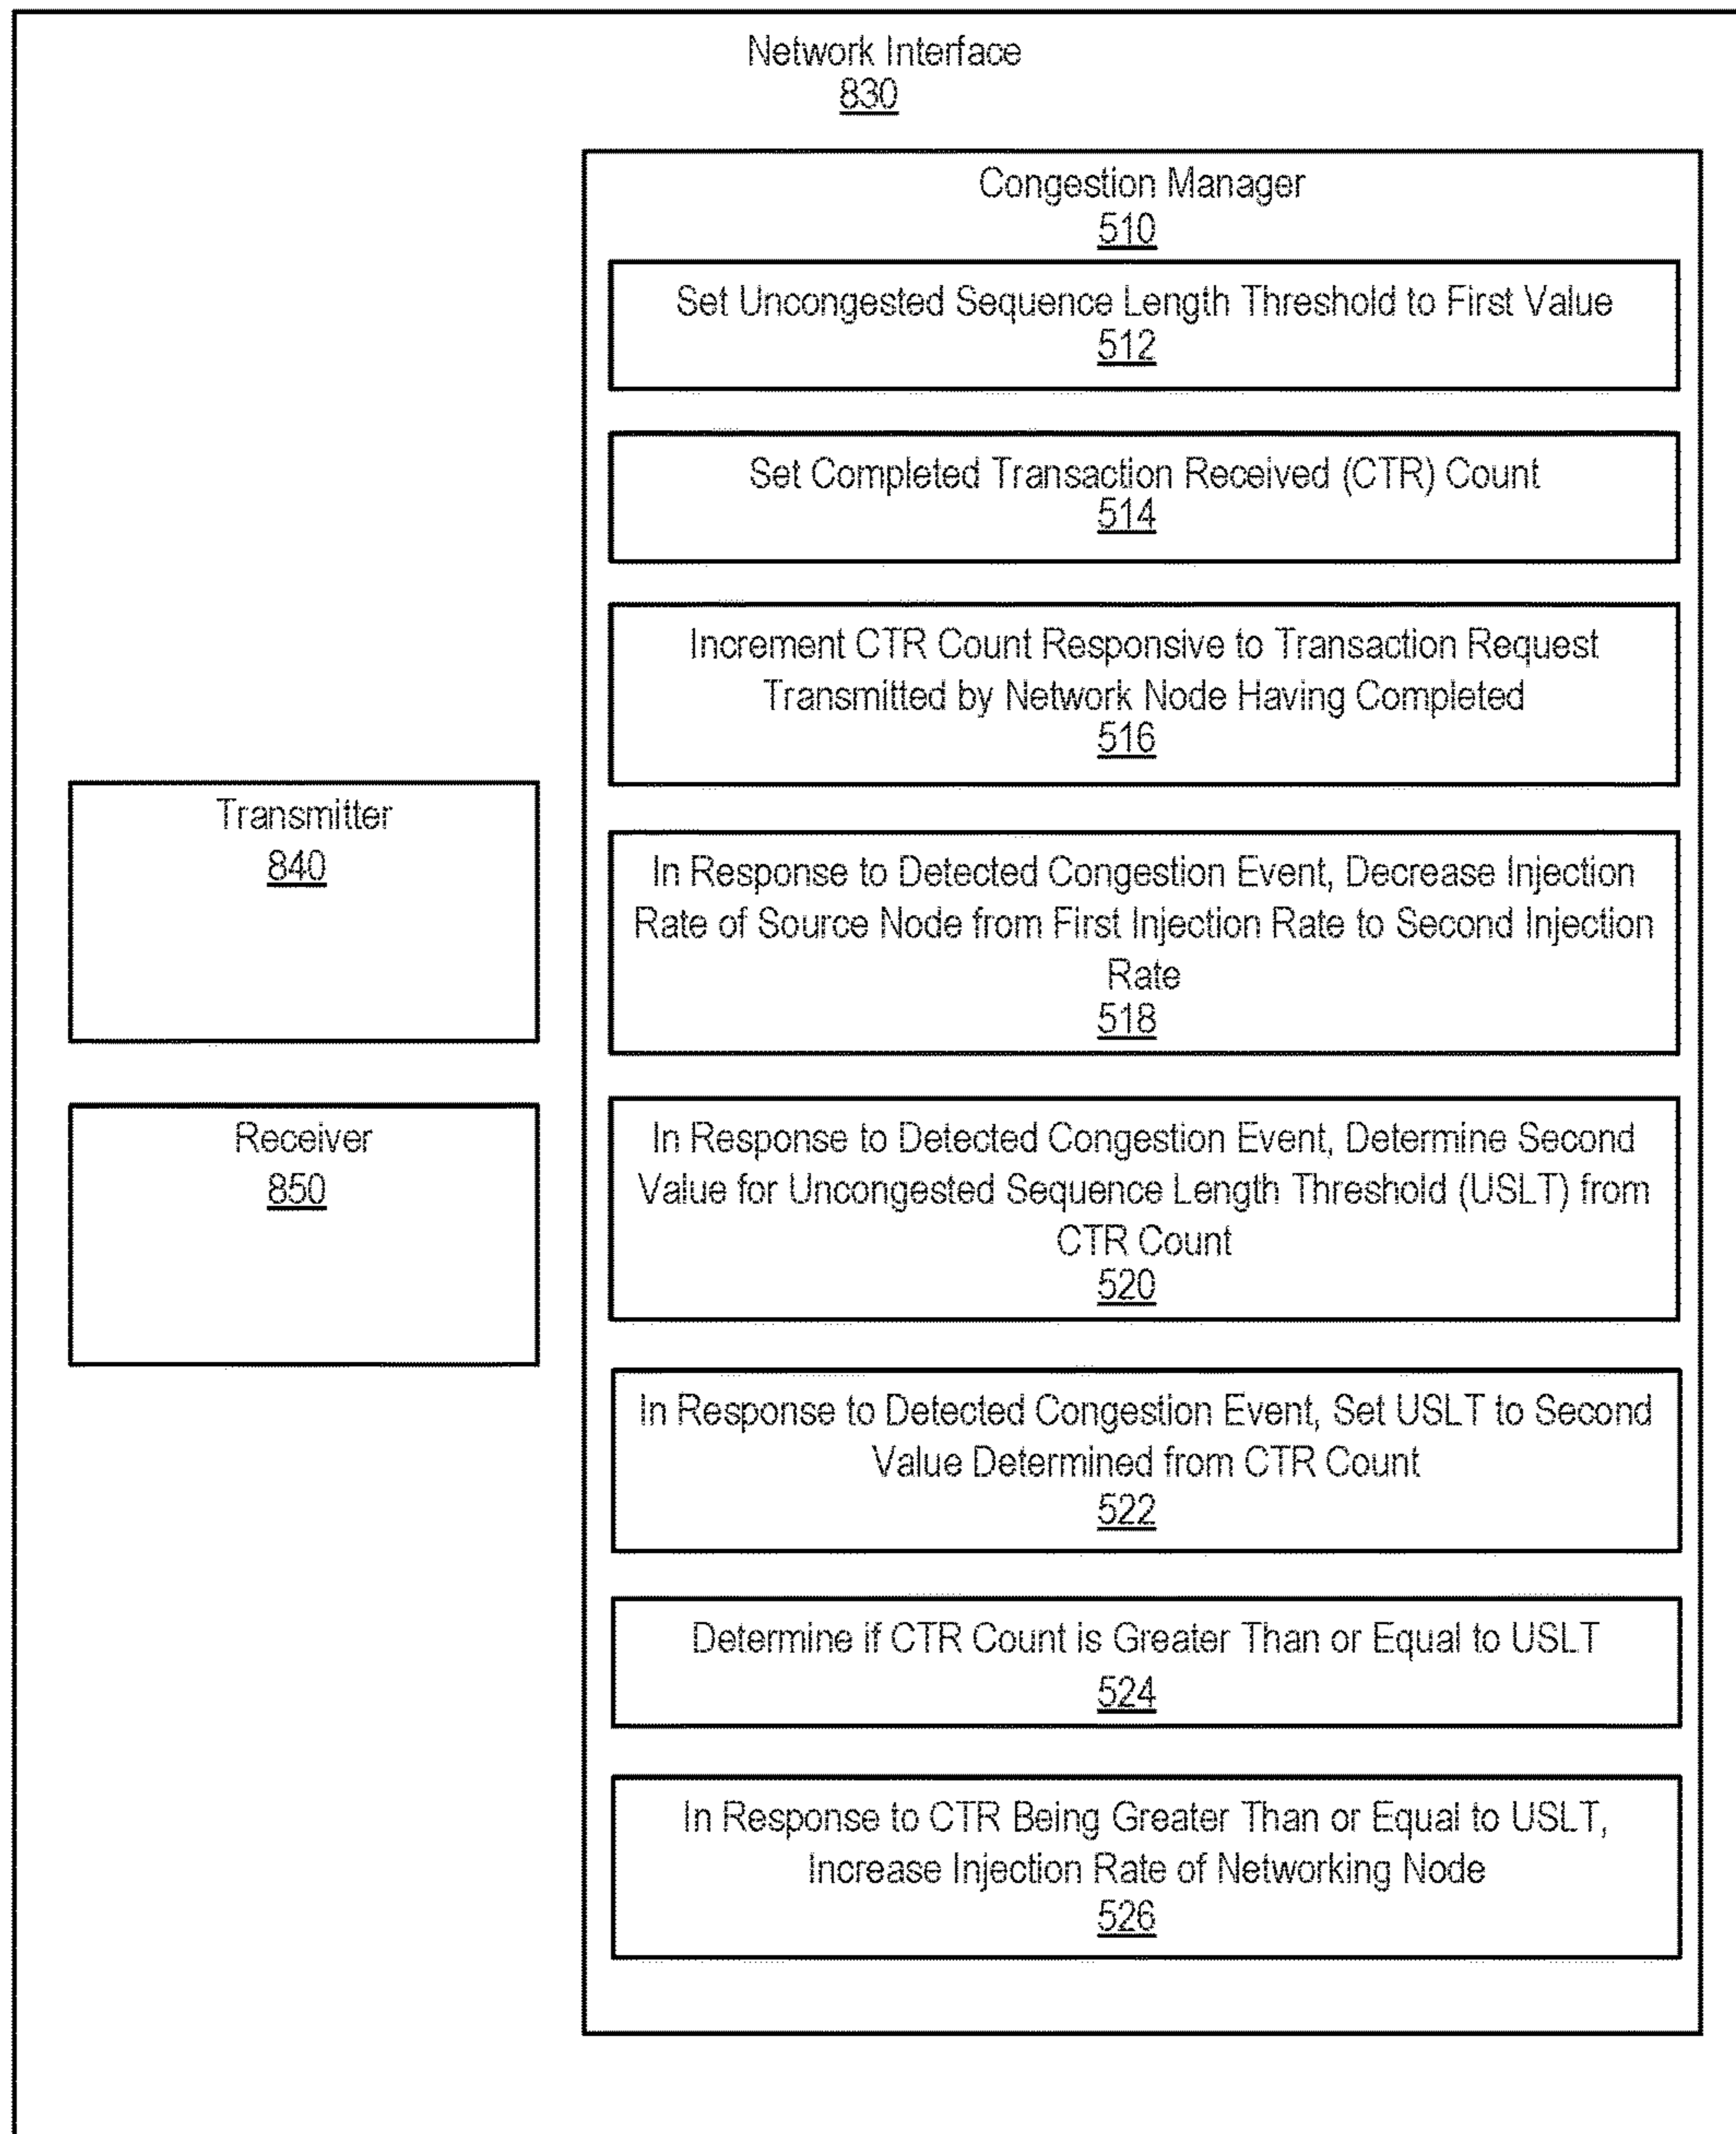 Network Interface
830
Congestion Manager
510
Set Uncongested Sequence Length Threshold to First Value
512
Set Completed Transaction Received (CTR) Count
514
Increment CTR Count Responsive to Transaction Request
Transmitted by Network Node Having Completed
516
Transmitter
840
In Response to Detected Congestion Event, Decrease Injection
Rate of Source Node from First Injection Rate to Second Injection
Rate
518
Receiver
850
In Response to Detected Congestion Event, Determine Second
Value for Uncongested Sequence Length Threshold (USLT) from
CTR Count
520
In Response to Detected Congestion Event, Set USLT to Second
Value Determined from CTR Count
522
Determine if CTR Count is Greater Than or Equal to USLT
524
In Response to CTR Being Greater Than or Equal to USLT,
Increase Injection Rate of Networking Node
526